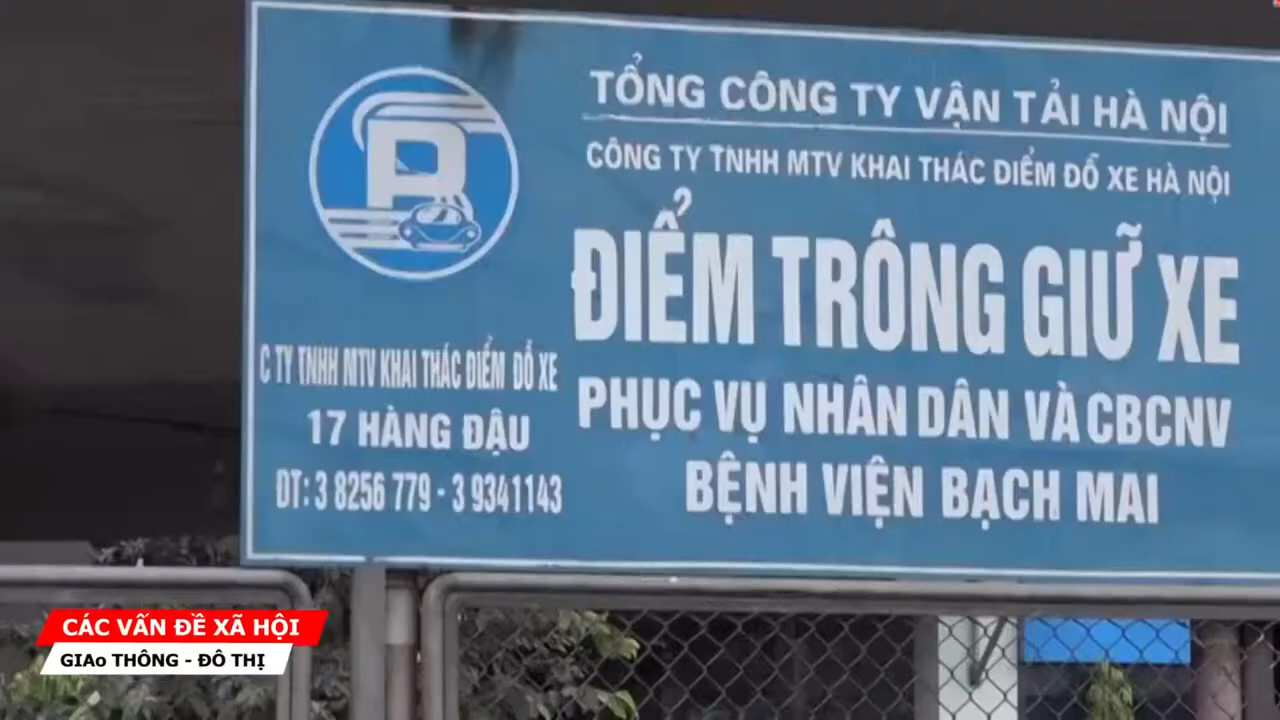 TỔNG CÔNG TY VẬN TẢI HÀ NỘI
CÔNG TY TNHH MTV KHAI THÁC ĐIỂM ĐỖ XE HÀ NỘI
ĐIỂM TRÔNG GIỮ XE
PHỤC VỤ NHÂN DÂN VÀ CBCNV
BỆNH VIỆN BẠCH MAI
C TY TNHH MTV KHAI THÁC ĐIỂM ĐỖ XE
17 HÀNG ĐẬU
ĐT: 3 8256 779 - 3 9341143
CÁC VẤN ĐỀ XÃ HỘI
GIAo THÔNG - ĐÔ THỊ